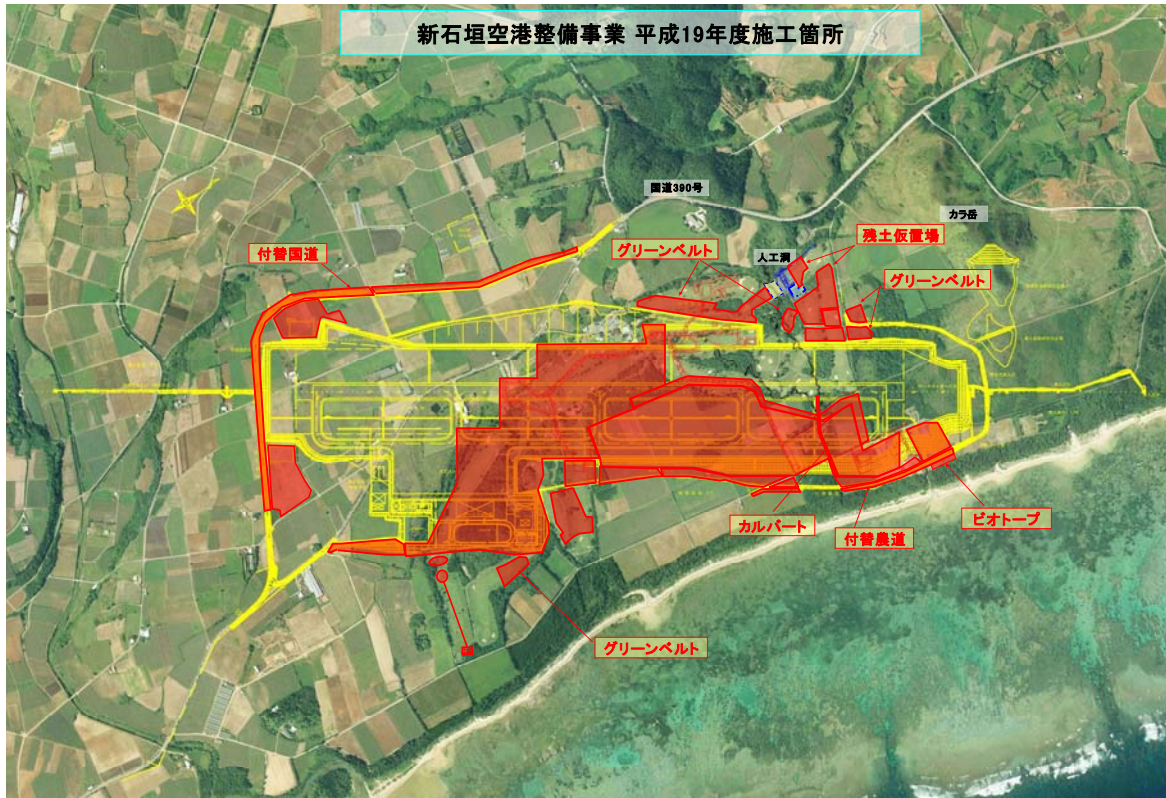 新石垣空港整備事業 平成19年度施工箇所
国道390号
カラ岳
残土仮置場
付替国道
グリーンベルト
人工洞
グリーンベルト
カルバート
ビオトープ
付替農道
グリーンベルト